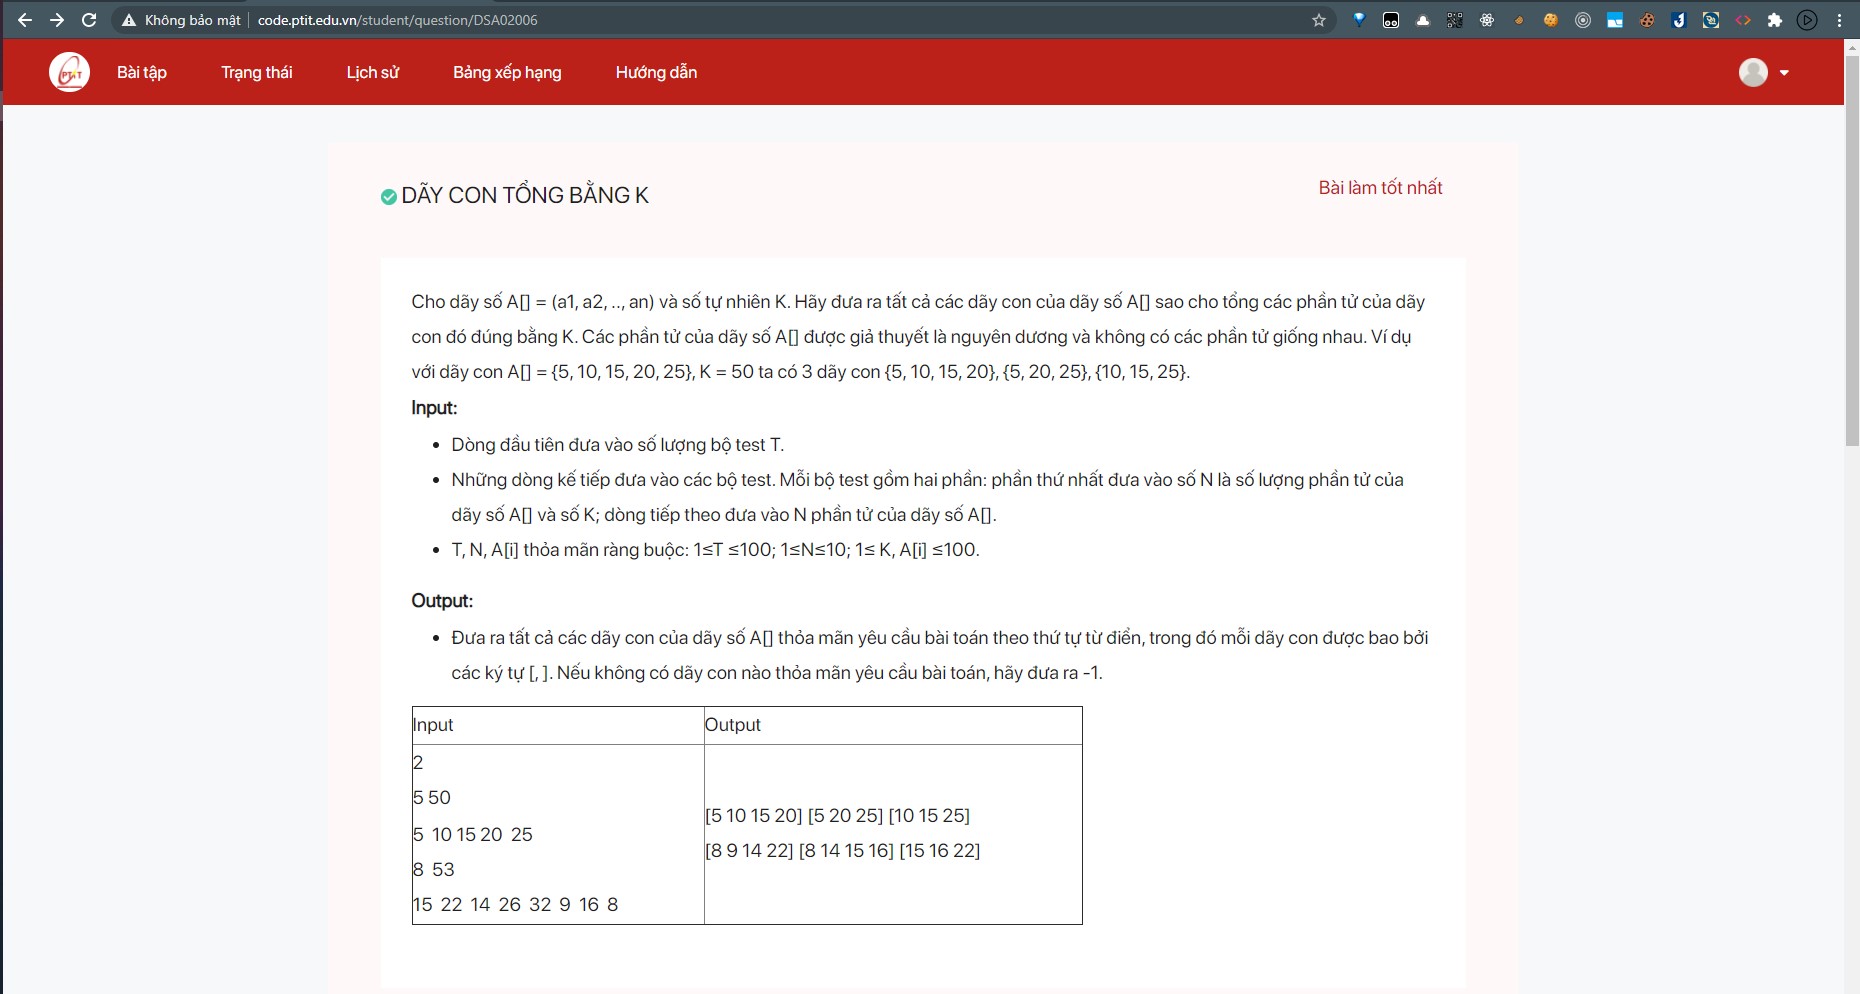 Không bảo mật code.ptit.edu.vn/student/question/DSA02006
PTIT Bài tập Trạng thái Lịch sử Bảng xếp hạng Hướng dẫn
DÃY CON TỔNG BẰNG K
Bài làm tốt nhất
Cho dãy số A[] = (a1, a2, .., an) và số tự nhiên K. Hãy đưa ra tất cả các dãy con của dãy số A[] sao cho tổng các phần tử của dãy
con đó đúng bằng K. Các phần tử của dãy số A[] được giả thuyết là nguyên dương và không có các phần tử giống nhau. Ví dụ
với dãy con A[] = {5, 10, 15, 20, 25}, K = 50 ta có 3 dãy con {5, 10, 15, 20}, {5, 20, 25}, {10, 15, 25}.
Input:
• Dòng đầu tiên đưa vào số lượng bộ test T.
• Những dòng kế tiếp đưa vào các bộ test. Mỗi bộ test gồm hai phần: phần thứ nhất đưa vào số N là số lượng phần tử của
dãy số A[] và số K; dòng tiếp theo đưa vào N phần tử của dãy số A[].
• T, N, A[i] thỏa mãn ràng buộc: 1≤T ≤100; 1≤N≤10; 1≤ K, A[i] ≤100.
Output:
• Đưa ra tất cả các dãy con của dãy số A[] thỏa mãn yêu cầu bài toán theo thứ tự từ điển, trong đó mỗi dãy con được bao bởi
các ký tự [, ]. Nếu không có dãy con nào thỏa mãn yêu cầu bài toán, hãy đưa ra -1.
Input Output
2
5 50
5 10 15 20 25
8 53
15 22 14 26 32 9 16 8
[5 10 15 20] [5 20 25] [10 15 25]
[8 9 14 22] [8 14 15 16] [15 16 22]